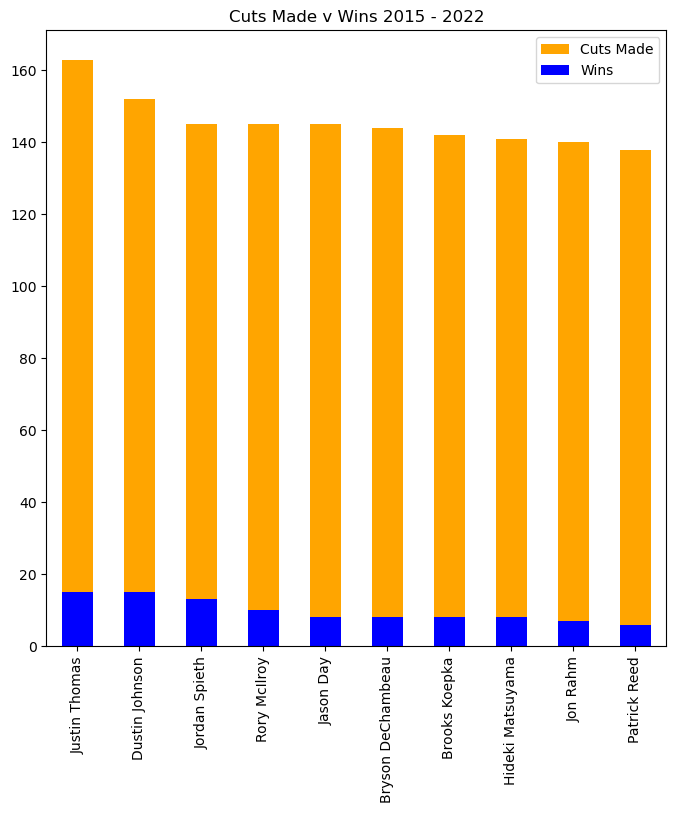 Cuts Made v Wins 2015 - 2022
Cuts Made
Wins
160
140
120
100
80
60
40
20
0
Justin Thomas
Dustin Johnson
Jordan Spieth
Rory McIlroy
Jason Day
Bryson DeChambeau
Brooks Koepka
Hideki Matsuyama
Jon Rahm
Patrick Reed